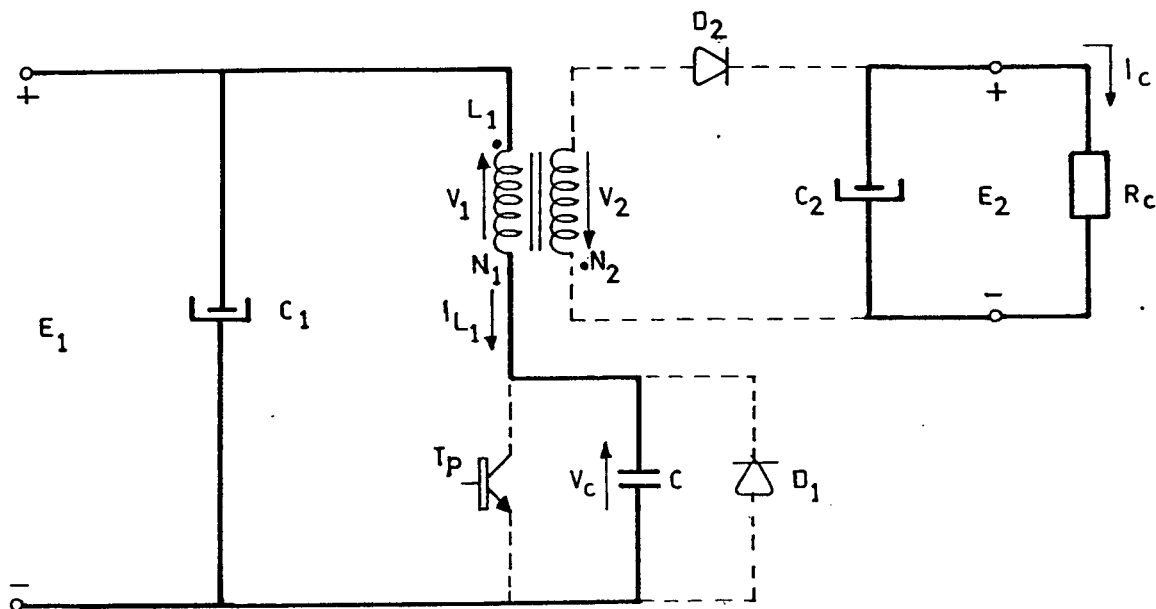 D2
+
L1
+
Ic
V1
V2
C2
E2
Rc
N1
N2
IL1
C1
E1
−
Tp
Vc
C
D1
−